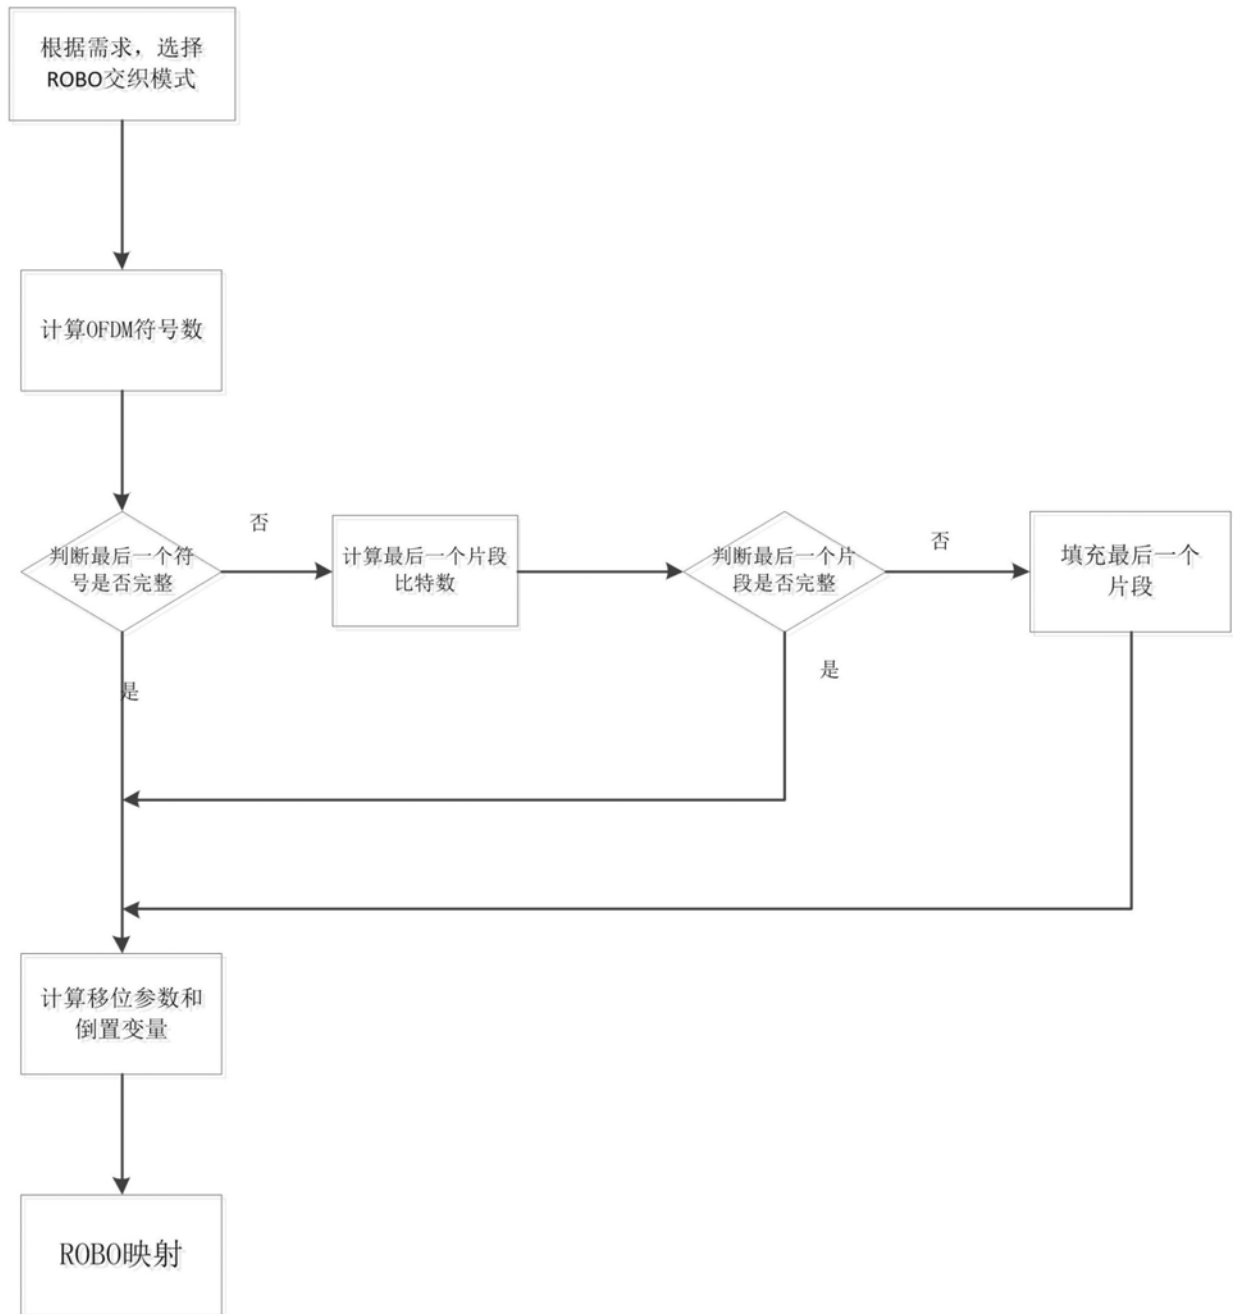 根据需求，选择
ROBO交织模式
计算OFDM符号数
判断最后一个符
号是否完整
否
计算最后一个片段
比特数
判断最后一个片
段是否完整
否
填充最后一个
片段
是
是
计算移位参数和
倒置变量
ROBO映射